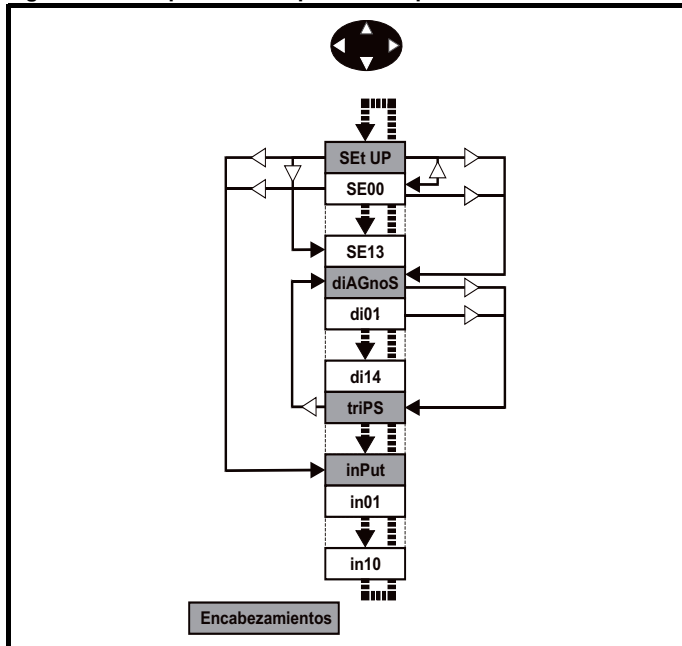 SEt UP
SE00
SE13
diAGnoS
di01
di14
triPS
inPut
in01
in10
Encabezamientos